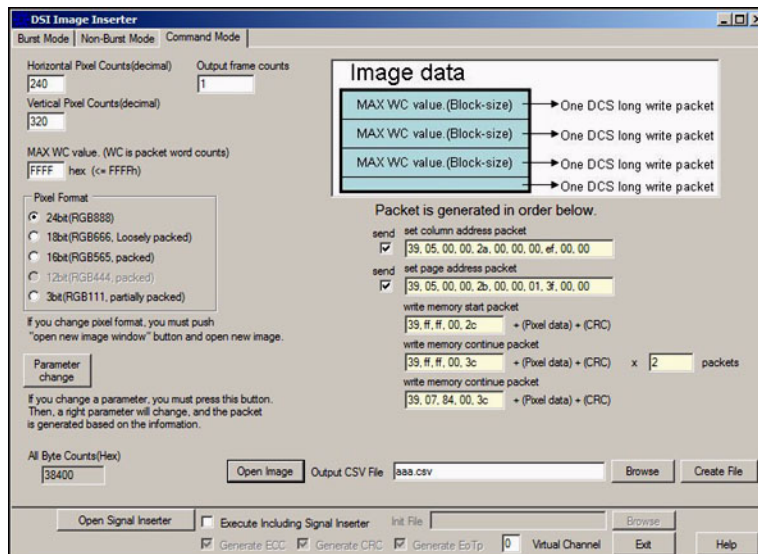 DSI Image Inserter
Burst Mode Non-Burst Mode Command Mode
Horizontal Pixel Counts(decimal) Output frame counts
240 1
Vertical Pixel Counts(decimal)
320
MAX WC value. (WC is packet word counts)
FFFF hex (<= FFFFh)
Pixel Format
24bit(RGB888)
18bit(RGB666, Loosely packed)
16bit(RGB565, packed)
12bit(RGB444, packed)
3bit(RGB111, partially packed)
If you change pixel format, you must push
"open new image window" button and open new image.
Parameter
change
If you change a parameter, you must press this button.
Then, a right parameter will change, and the packet
is generated based on the information.
All Byte Counts(Hex)
38400
Image data
MAX WC value.(Block-size) One DCS long write packet
MAX WC value.(Block-size) One DCS long write packet
MAX WC value.(Block-size) One DCS long write packet
One DCS long write packet
Packet is generated in order below.
send set column address packet
39, 05, 00, 00, 2a, 00, 00, 00, ef, 00, 00
send set page address packet
39, 05, 00, 00, 2b, 00, 00, 01, 3f, 00, 00
write memory start packet
39, ff, ff, 00, 2c + (Pixel data) + (CRC)
write memory continue packet
39, ff, ff, 00, 3c + (Pixel data) + (CRC) x 2 packets
write memory continue packet
39, 07, 84, 00, 3c + (Pixel data) + (CRC)
Open Image Output CSV File aaa.csv Browse Create File
Open Signal Inserter Execute Including Signal Inserter Init File Browse
Generate ECC Generate CRC Generate EoTp 0 Virtual Channel Exit Help